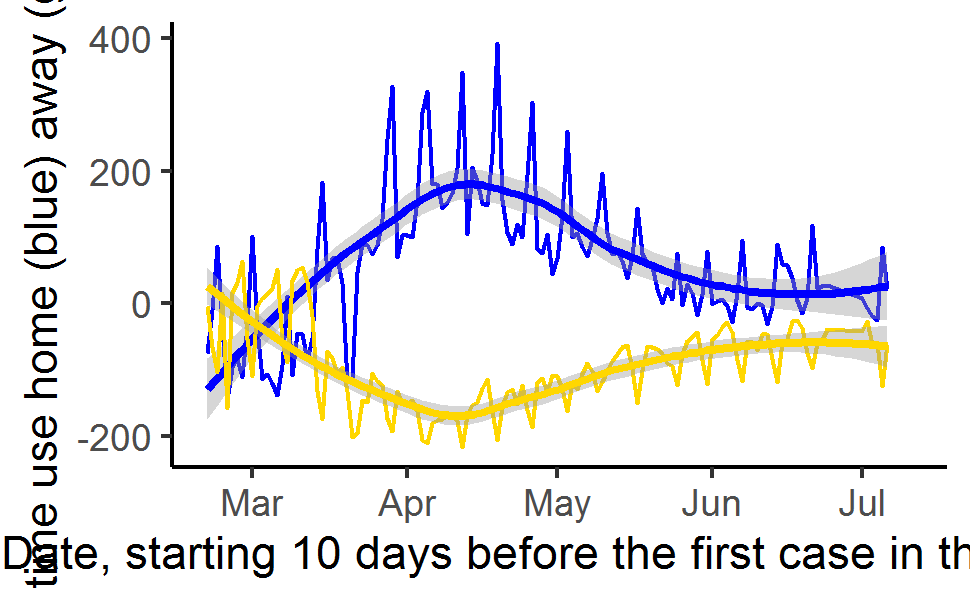 time use home (blue) away (
400
200
0
-200
Mar Apr May Jun Jul
Date, starting 10 days before the first case in th